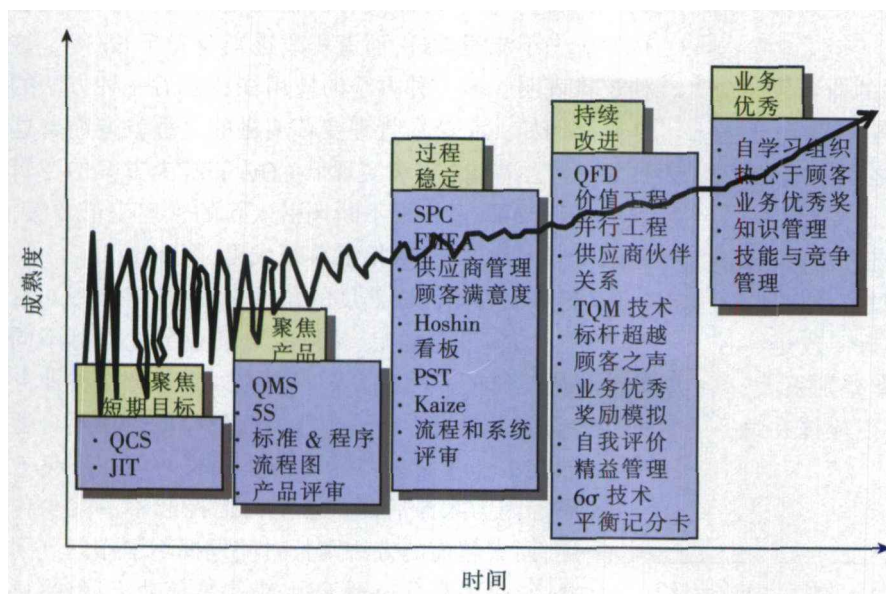 成熟度
聚焦
短期目标
· QCS
· JIT
聚焦
产品
· QMS
· 5S
· 标准 & 程序
· 流程图
· 产品评审
过程
稳定
· SPC
· FMEA
· 供应商管理
· 顾客满意度
· Hoshin
· 看板
· PST
· Kaize
· 流程和系统
· 评审
持续
改进
· QFD
· 价值工程
· 并行工程
· 供应商伙伴
关系
· TQM 技术
· 标杆超越
· 顾客之声
· 业务优秀
· 奖励模拟
· 自我评价
· 精益管理
· 6σ 技术
· 平衡记分卡
业务
优秀
· 自学习组织
· 热心于顾客
· 业务优秀奖
· 知识管理
· 技能与竞争
管理
时间